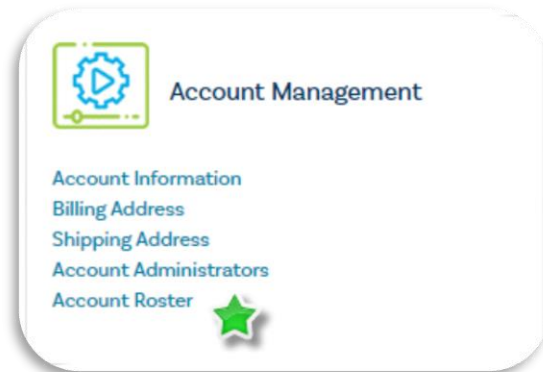 Account Management
Account Information
Billing Address
Shipping Address
Account Administrators
Account Roster